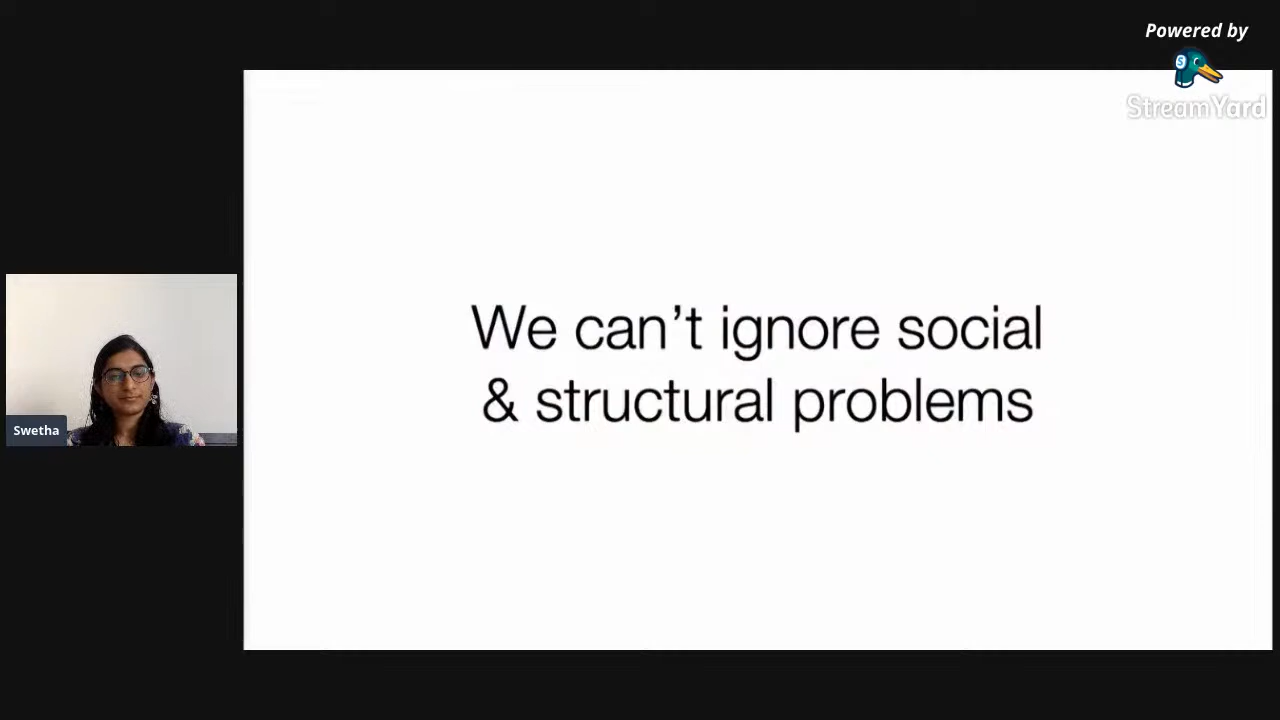 Powered by
StreamYard
We can’t ignore social
& structural problems
Swetha